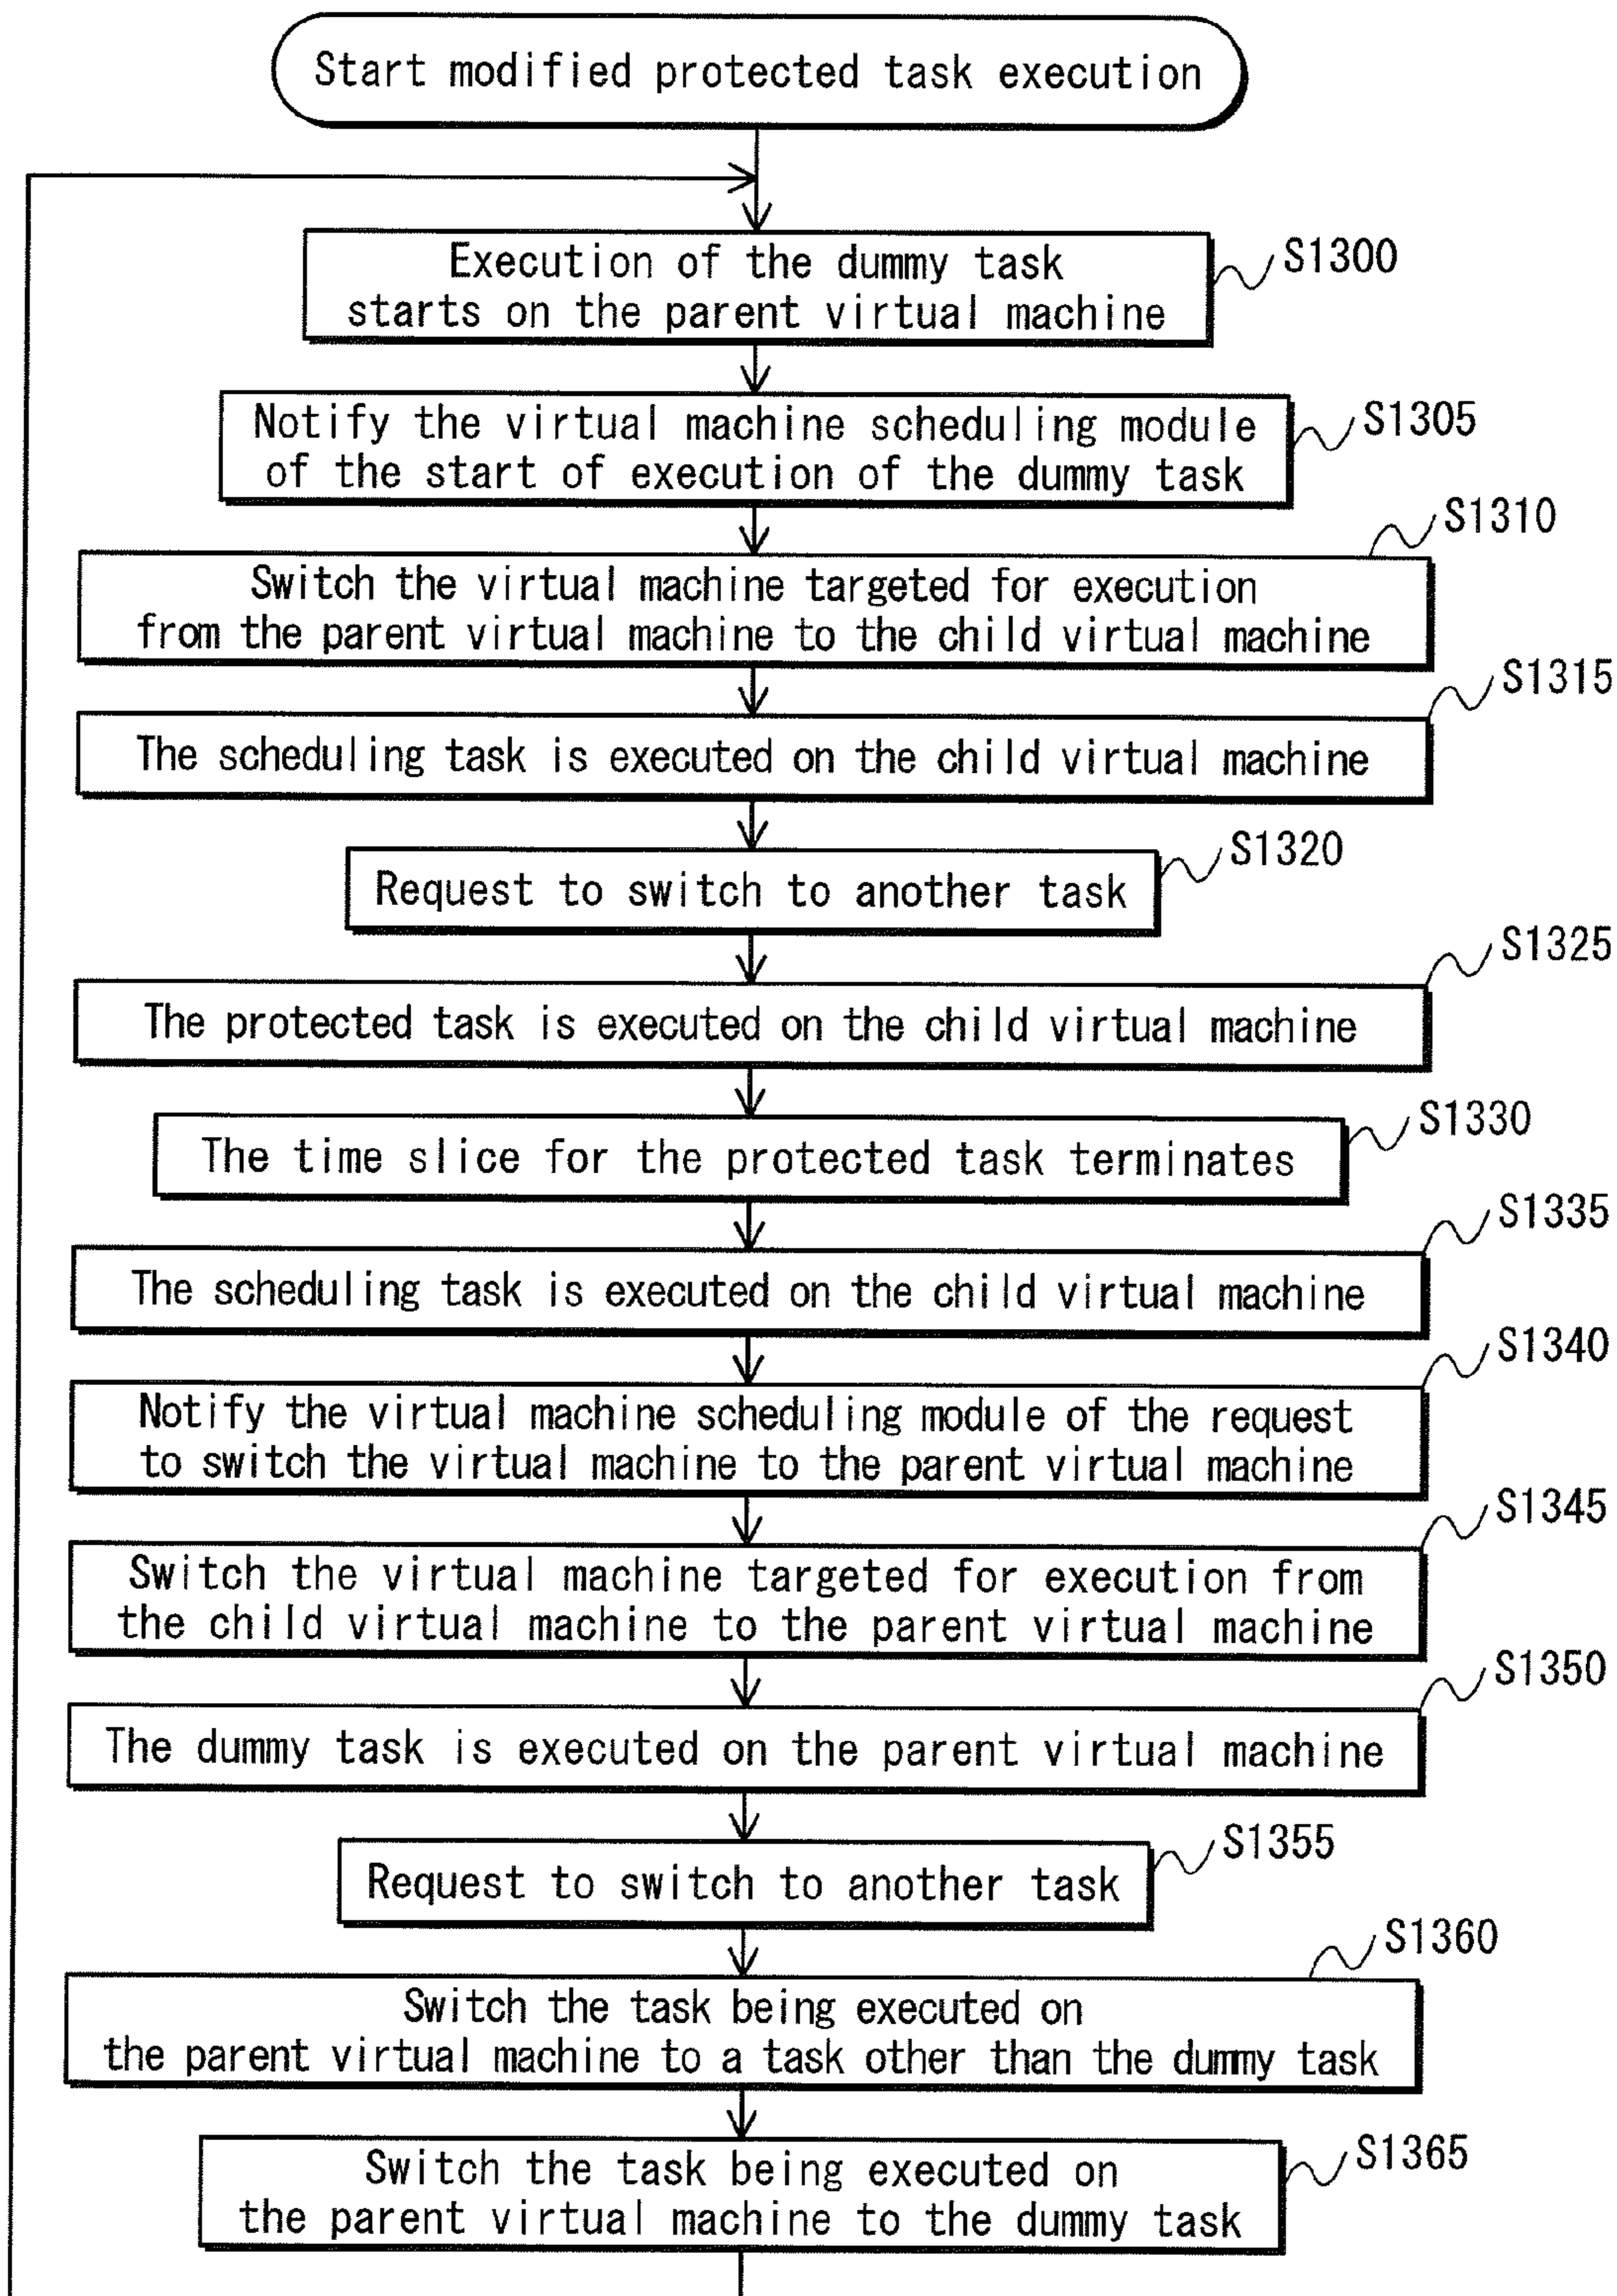 Start modified protected task execution
Execution of the dummy task
starts on the parent virtual machine
S1300
Notify the virtual machine scheduling module
of the start of execution of the dummy task
S1305
S1310
Switch the virtual machine targeted for execution
from the parent virtual machine to the child virtual machine
S1315
The scheduling task is executed on the child virtual machine
S1320
Request to switch to another task
S1325
The protected task is executed on the child virtual machine
S1330
The time slice for the protected task terminates
S1335
The scheduling task is executed on the child virtual machine
S1340
Notify the virtual machine scheduling module of the request
to switch the virtual machine to the parent virtual machine
S1345
Switch the virtual machine targeted for execution from
the child virtual machine to the parent virtual machine
S1350
The dummy task is executed on the parent virtual machine
S1355
Request to switch to another task
S1360
Switch the task being executed on
the parent virtual machine to a task other than the dummy task
S1365
Switch the task being executed on
the parent virtual machine to the dummy task